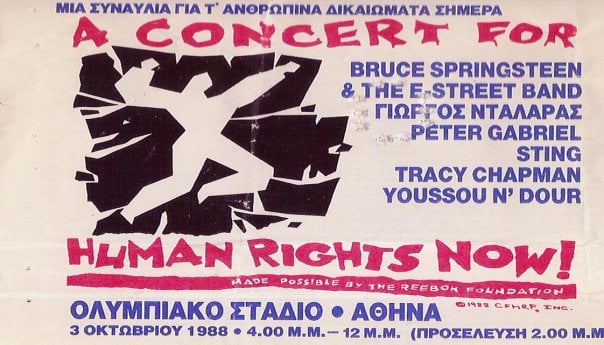 ΜΙΑ ΣΥΝΑΥΛΙΑ ΓΙΑ Τ' ΑΝΘΡΩΠΙΝΑ ΔΙΚΑΙΩΜΑΤΑ ΣΗΜΕΡΑ
A CONCERT FOR
BRUCE SPRINGSTEEN
& THE E-STREET BAND
ΓΙΩΡΓΟΣ ΝΤΑΛΑΡΑΣ
PETER GABRIEL
STING
TRACY CHAPMAN
YOUSSOU N' DOUR
HUMAN RIGHTS NOW!
MADE POSSIBLE BY THE REEBOK FOUNDATION
©1988 CFHRF, INC.
ΟΛΥΜΠΙΑΚΟ ΣΤΑΔΙΟ • ΑΘΗΝΑ
3 ΟΚΤΩΒΡΙΟΥ 1988 • 4.00 Μ.Μ.– 12 Μ.Μ. (ΠΡΟΣΕΛΕΥΣΗ 2.00 Μ.Μ